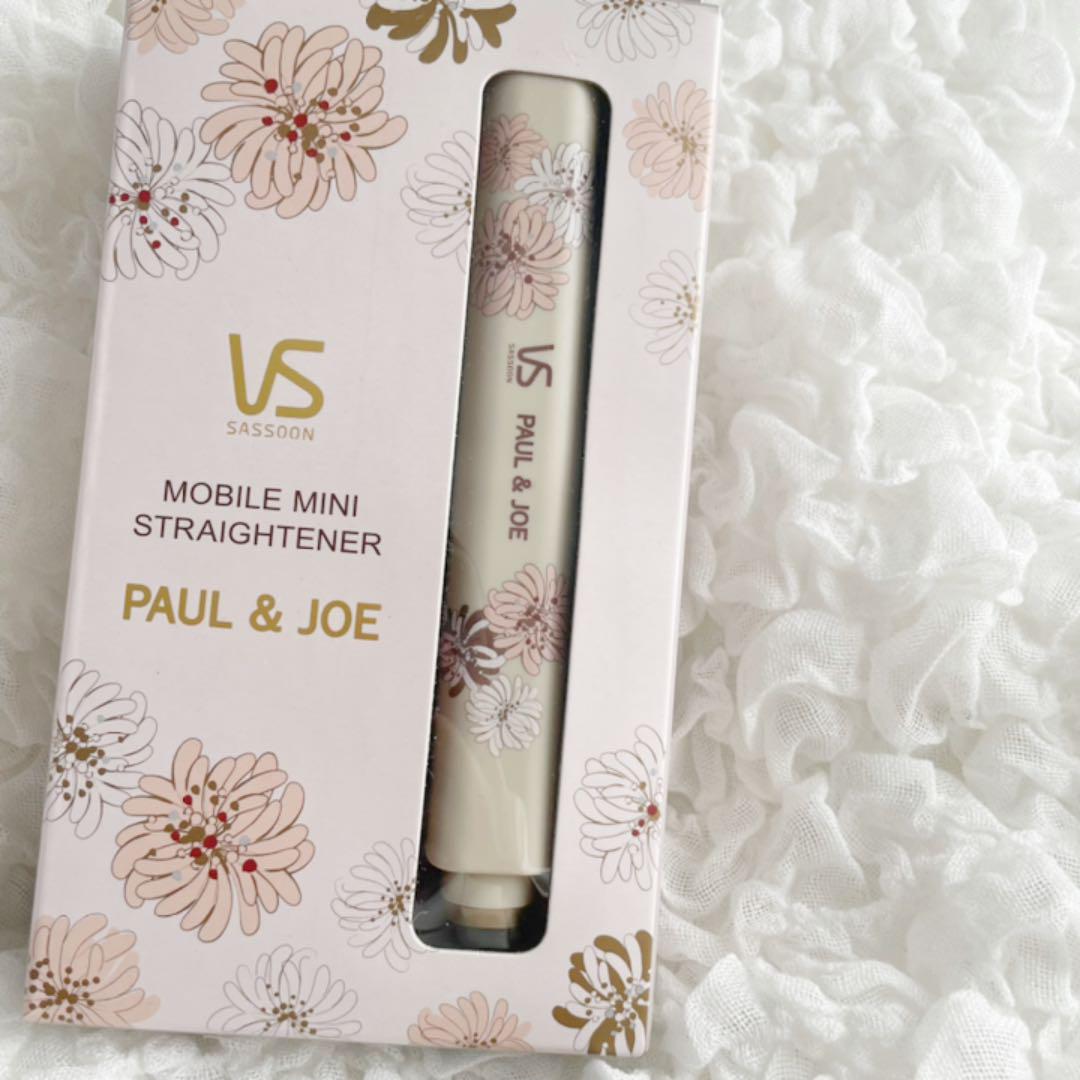 VS
SASSOON
MOBILE MINI
STRAIGHTENER
PAUL & JOE
VS
SASSOON
PAUL & JOE